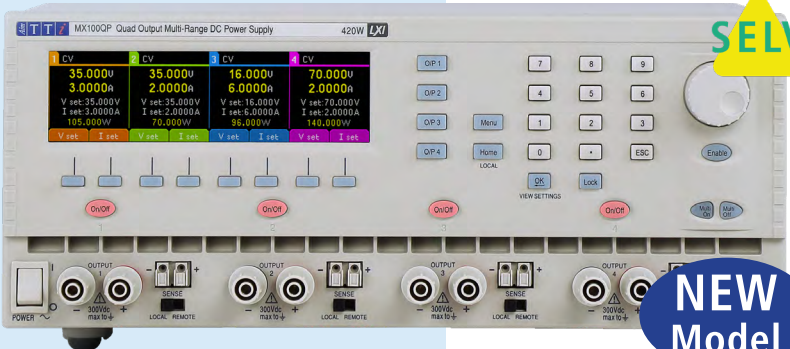 aim TTi MX100QP Quad Output Multi-Range DC Power Supply 420W LXI
SELV
1 CV 2 CV 3 CV 4 CV
35.000V 35.000V 16.000V 70.000V
3.0000A 2.0000A 6.0000A 2.0000A
V set:35.000V V set:35.000V V set:16.000V V set:70.000V
I set:3.0000A I set:2.0000A I set:6.0000A I set:2.0000A
105.000W 70.000W 96.000W 140.000W
V set I set V set I set V set I set V set I set
O/P 1 7 8 9
O/P 2 4 5 6
O/P 3 Menu 1 2 3
O/P 4 Home 0 • ESC Enable
LOCAL
OK Lock
VIEW SETTINGS
On/Off On/Off On/Off On/Off Multi On Multi Off
1 2 3 4
POWER I O
OUTPUT 1 OUTPUT 2 OUTPUT 3 OUTPUT 4
- + - + - + -
SENSE SENSE SENSE
- + - + - + - +
300Vdc max to 300Vdc max to 300Vdc max to 300Vdc max to
LOCAL REMOTE LOCAL REMOTE LOCAL REMOTE
NEW
Model